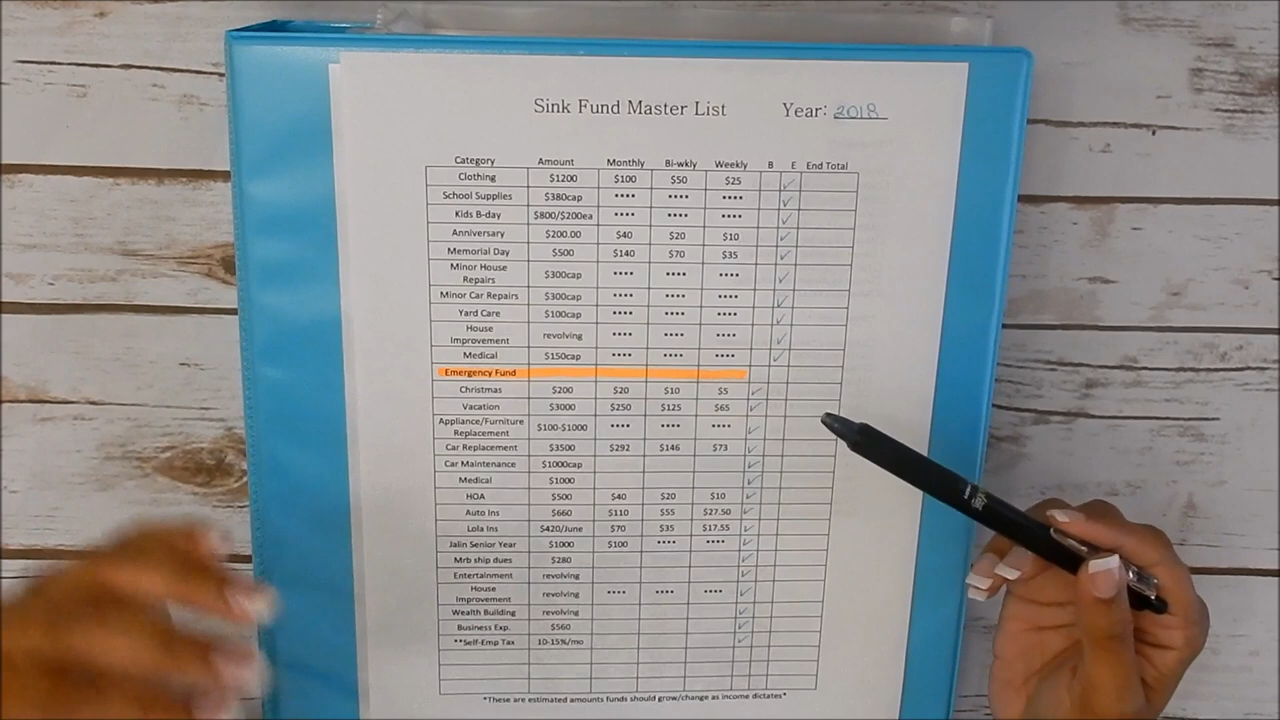 Sink Fund Master List Year: 2018
Category Amount Monthly Bi-wkly Weekly B E End Total
Clothing $1200 $100 $50 $25 ✓
School Supplies $380cap **** **** **** ✓
Kids B-day $800/$200ea **** **** **** ✓
Anniversary $200.00 $40 $20 $10 ✓
Memorial Day $500 $140 $70 $35 ✓
Minor House
Repairs $300cap **** **** **** ✓
Minor Car Repairs $300cap **** **** **** ✓
Yard Care $100cap **** **** **** ✓
House
Improvement revolving **** **** **** ✓
Medical $150cap **** **** **** ✓
Emergency Fund
Christmas $200 $20 $10 $5 ✓
Vacation $3000 $250 $125 $65 ✓
Appliance/Furniture
Replacement $100-$1000 **** **** **** ✓
Car Replacement $3500 $292 $146 $73 ✓
Car Maintenance $1000cap ✓
Medical $1000 ✓
HOA $500 $40 $20 $10 ✓
Auto Ins $660 $110 $55 $27.50 ✓
Lola Ins $420/June $70 $35 $17.55 ✓
Jalin Senior Year $1000 $100 **** **** ✓
Mrb ship dues $280 ✓
Entertainment revolving ✓
House
Improvement revolving **** **** **** ✓
Wealth Building revolving ✓
Business Exp. $560 ✓
**Self-Emp Tax 10-15%/mo ✓
*These are estimated amounts funds should grow/change as income dictates*